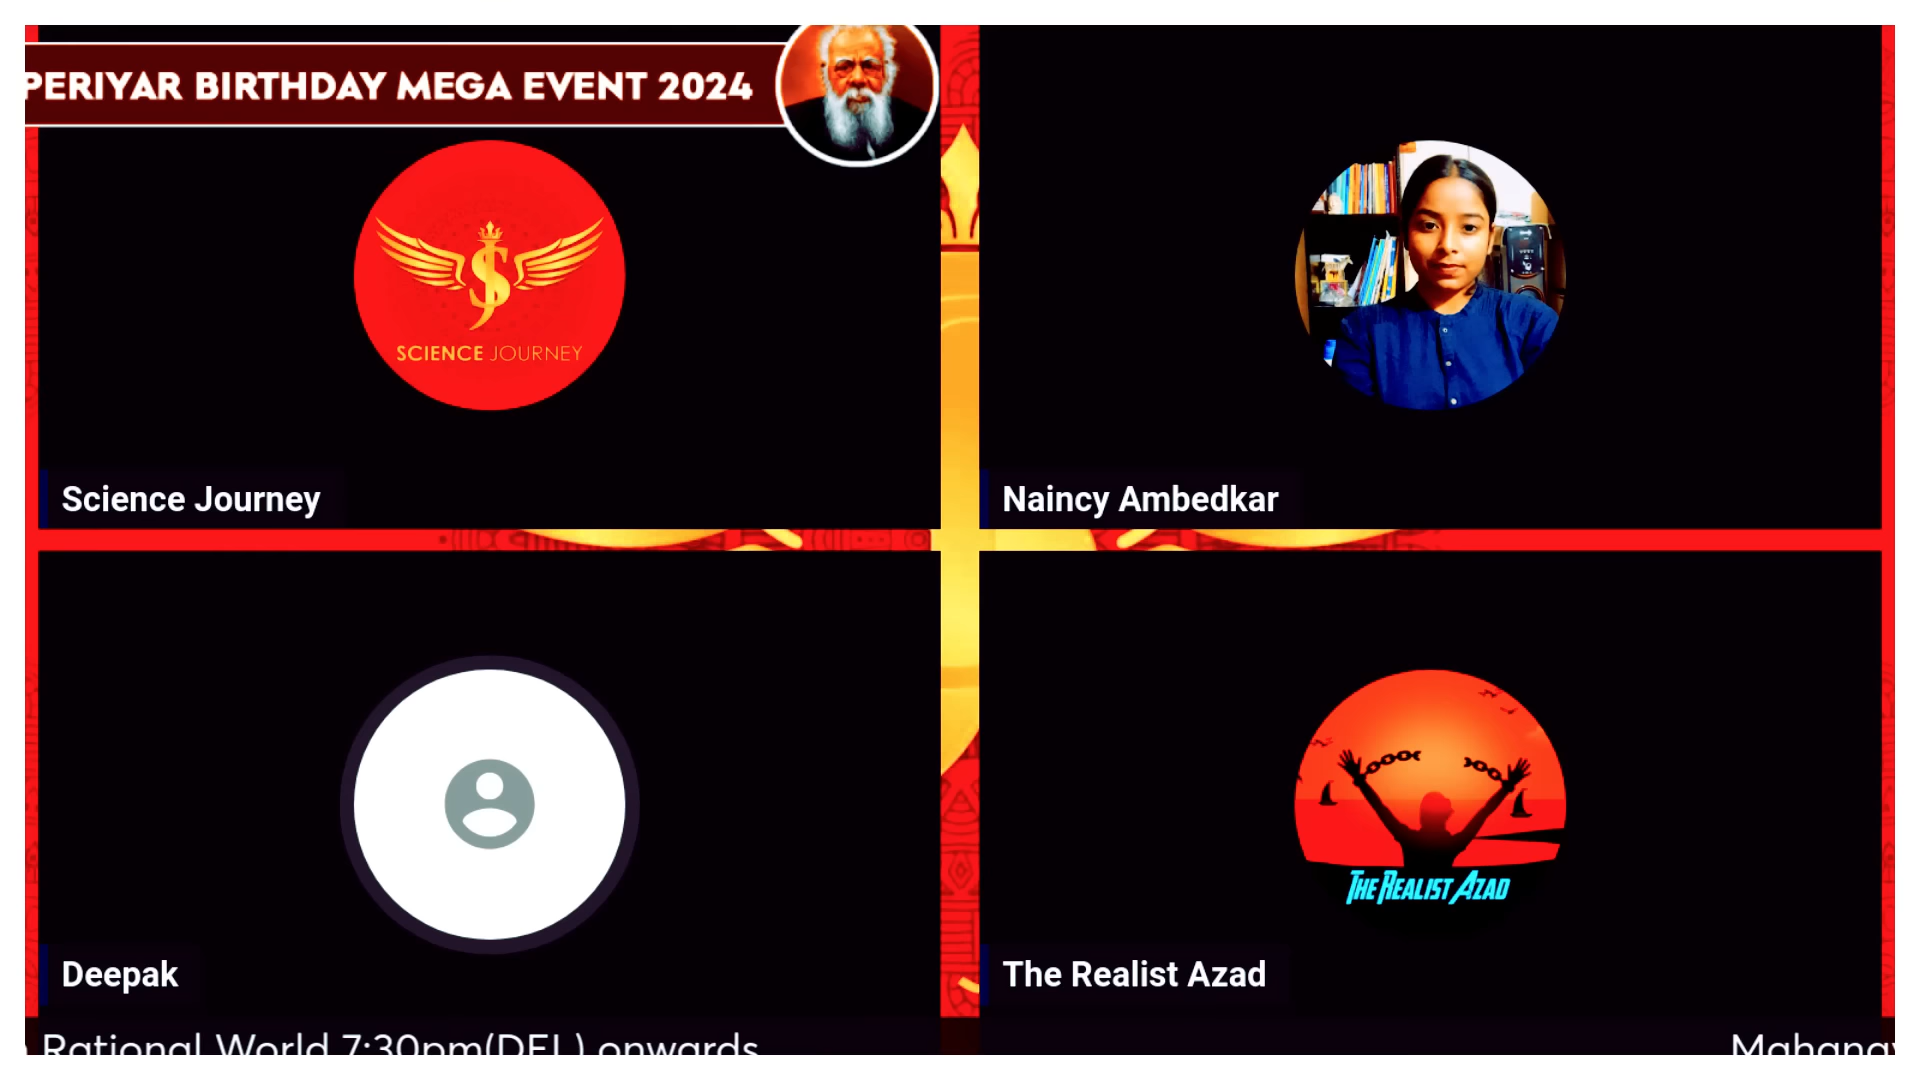 PERIYAR BIRTHDAY MEGA EVENT 2024
SCIENCE JOURNEY
Science Journey
Naincy Ambedkar
THE REALIST AZAD
Deepak
The Realist Azad
Rational World 7:30pm(DEL) onwards